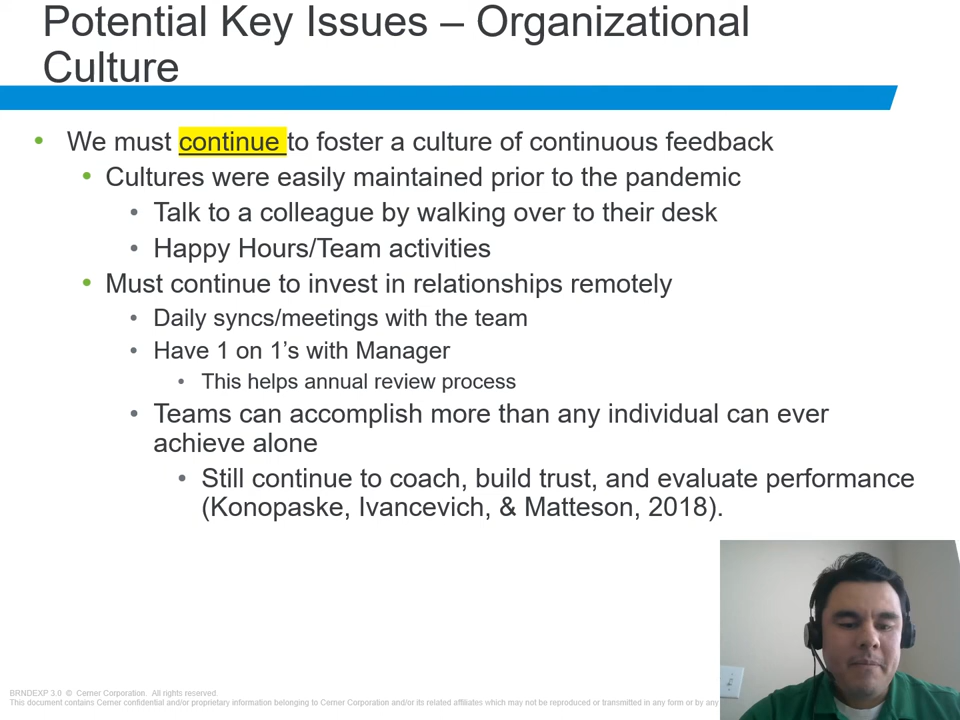 Potential Key Issues – Organizational
Culture
• We must continue to foster a culture of continuous feedback
• Cultures were easily maintained prior to the pandemic
• Talk to a colleague by walking over to their desk
• Happy Hours/Team activities
• Must continue to invest in relationships remotely
• Daily syncs/meetings with the team
• Have 1 on 1’s with Manager
• This helps annual review process
• Teams can accomplish more than any individual can ever
achieve alone
• Still continue to coach, build trust, and evaluate performance
(Konopaske, Ivancevich, & Matteson, 2018).
BRNDEXP 3.0 © Cerner Corporation. All rights reserved.
This document contains Cerner confidential and/or proprietary information belonging to Cerner Corporation and/or its related affiliates which may not be reproduced or transmitted in any form or by any